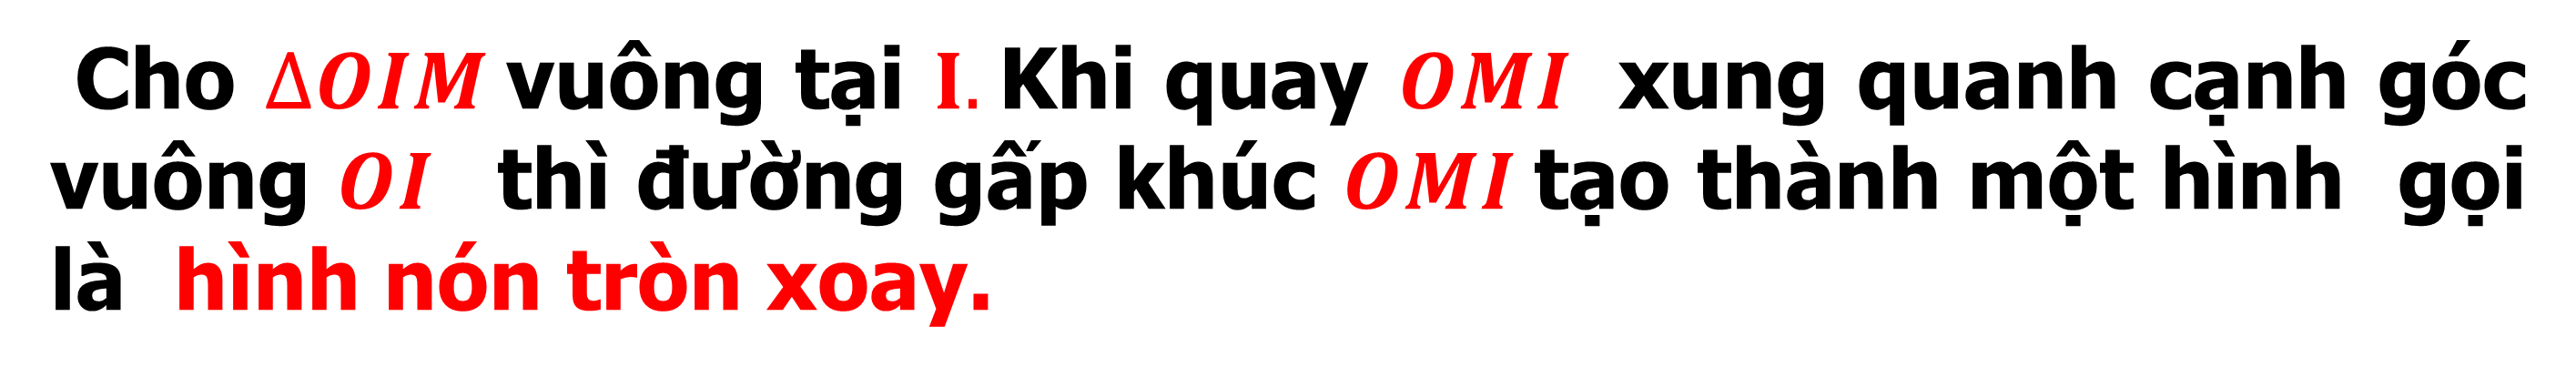 Cho ∆OIM vuông tại I. Khi quay OMI xung quanh cạnh góc
vuông OI thì đường gấp khúc OMI tạo thành một hình gọi
là hình nón tròn xoay.